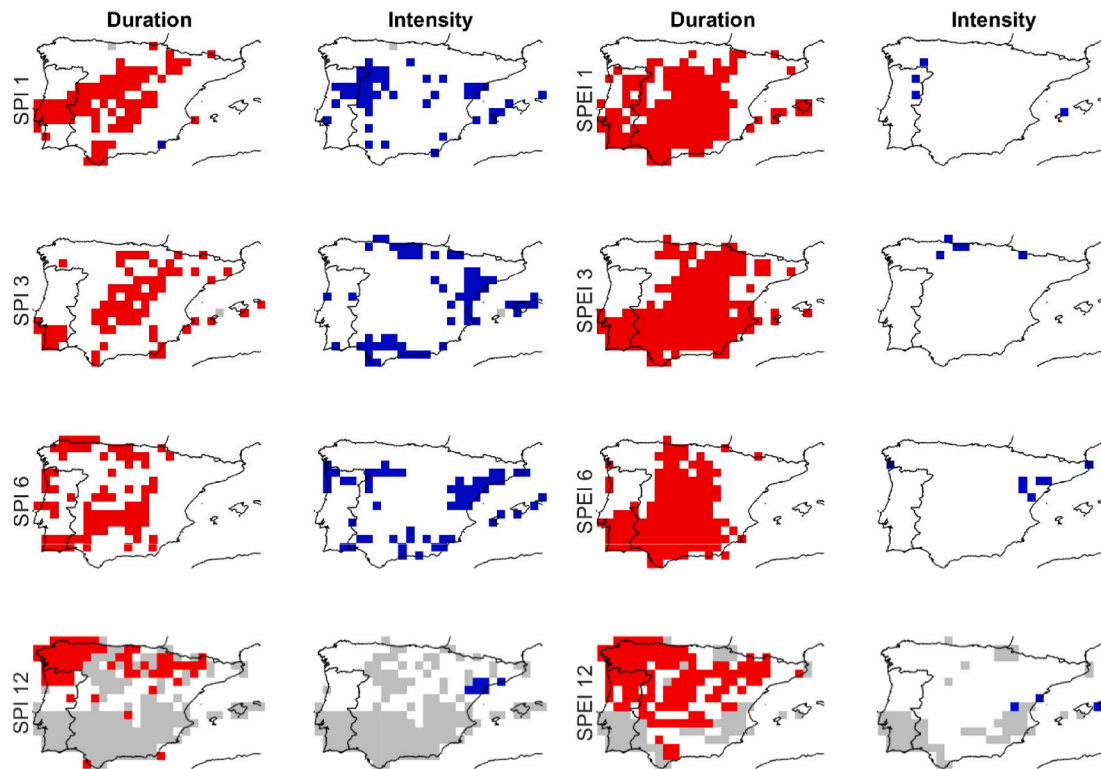 Duration Intensity Duration Intensity
SPI 1 SPEI 1
SPI 3 SPEI 3
SPI 6 SPEI 6
SPI 12 SPEI 12